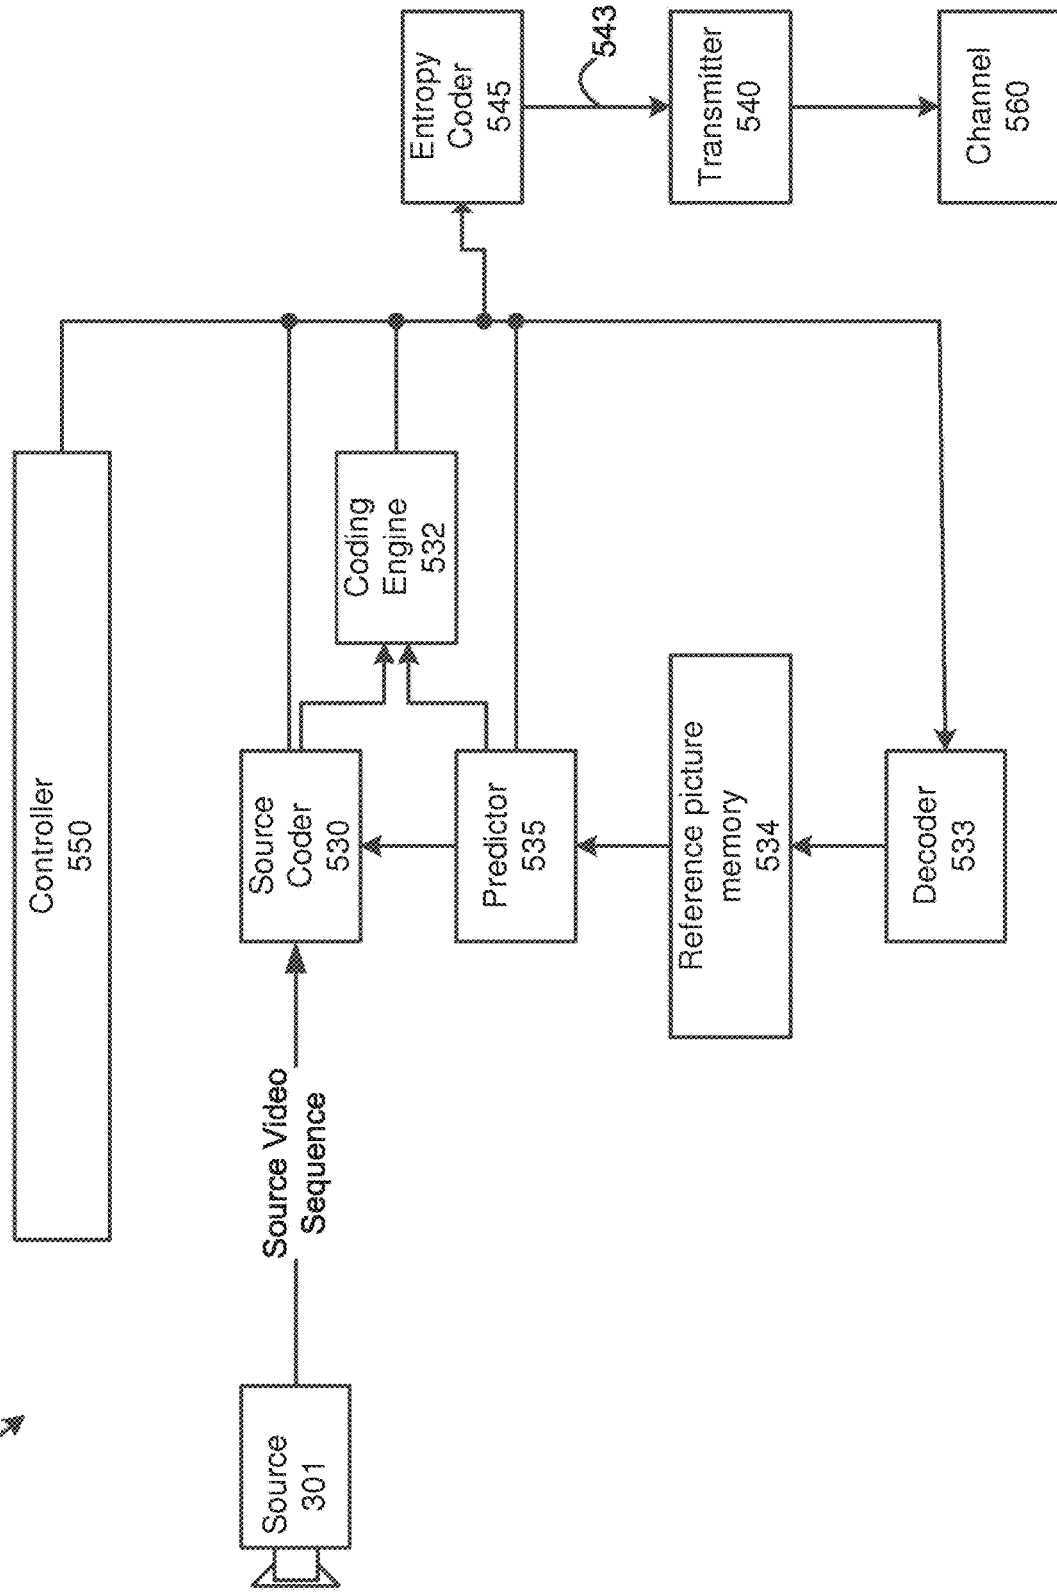 Controller
550
Source
301
Source Video
Sequence
Source
Coder
530
Coding
Engine
532
Predictor
535
Reference picture
memory
534
Decoder
533
Entropy
Coder
545
543
Transmitter
540
Channel
560